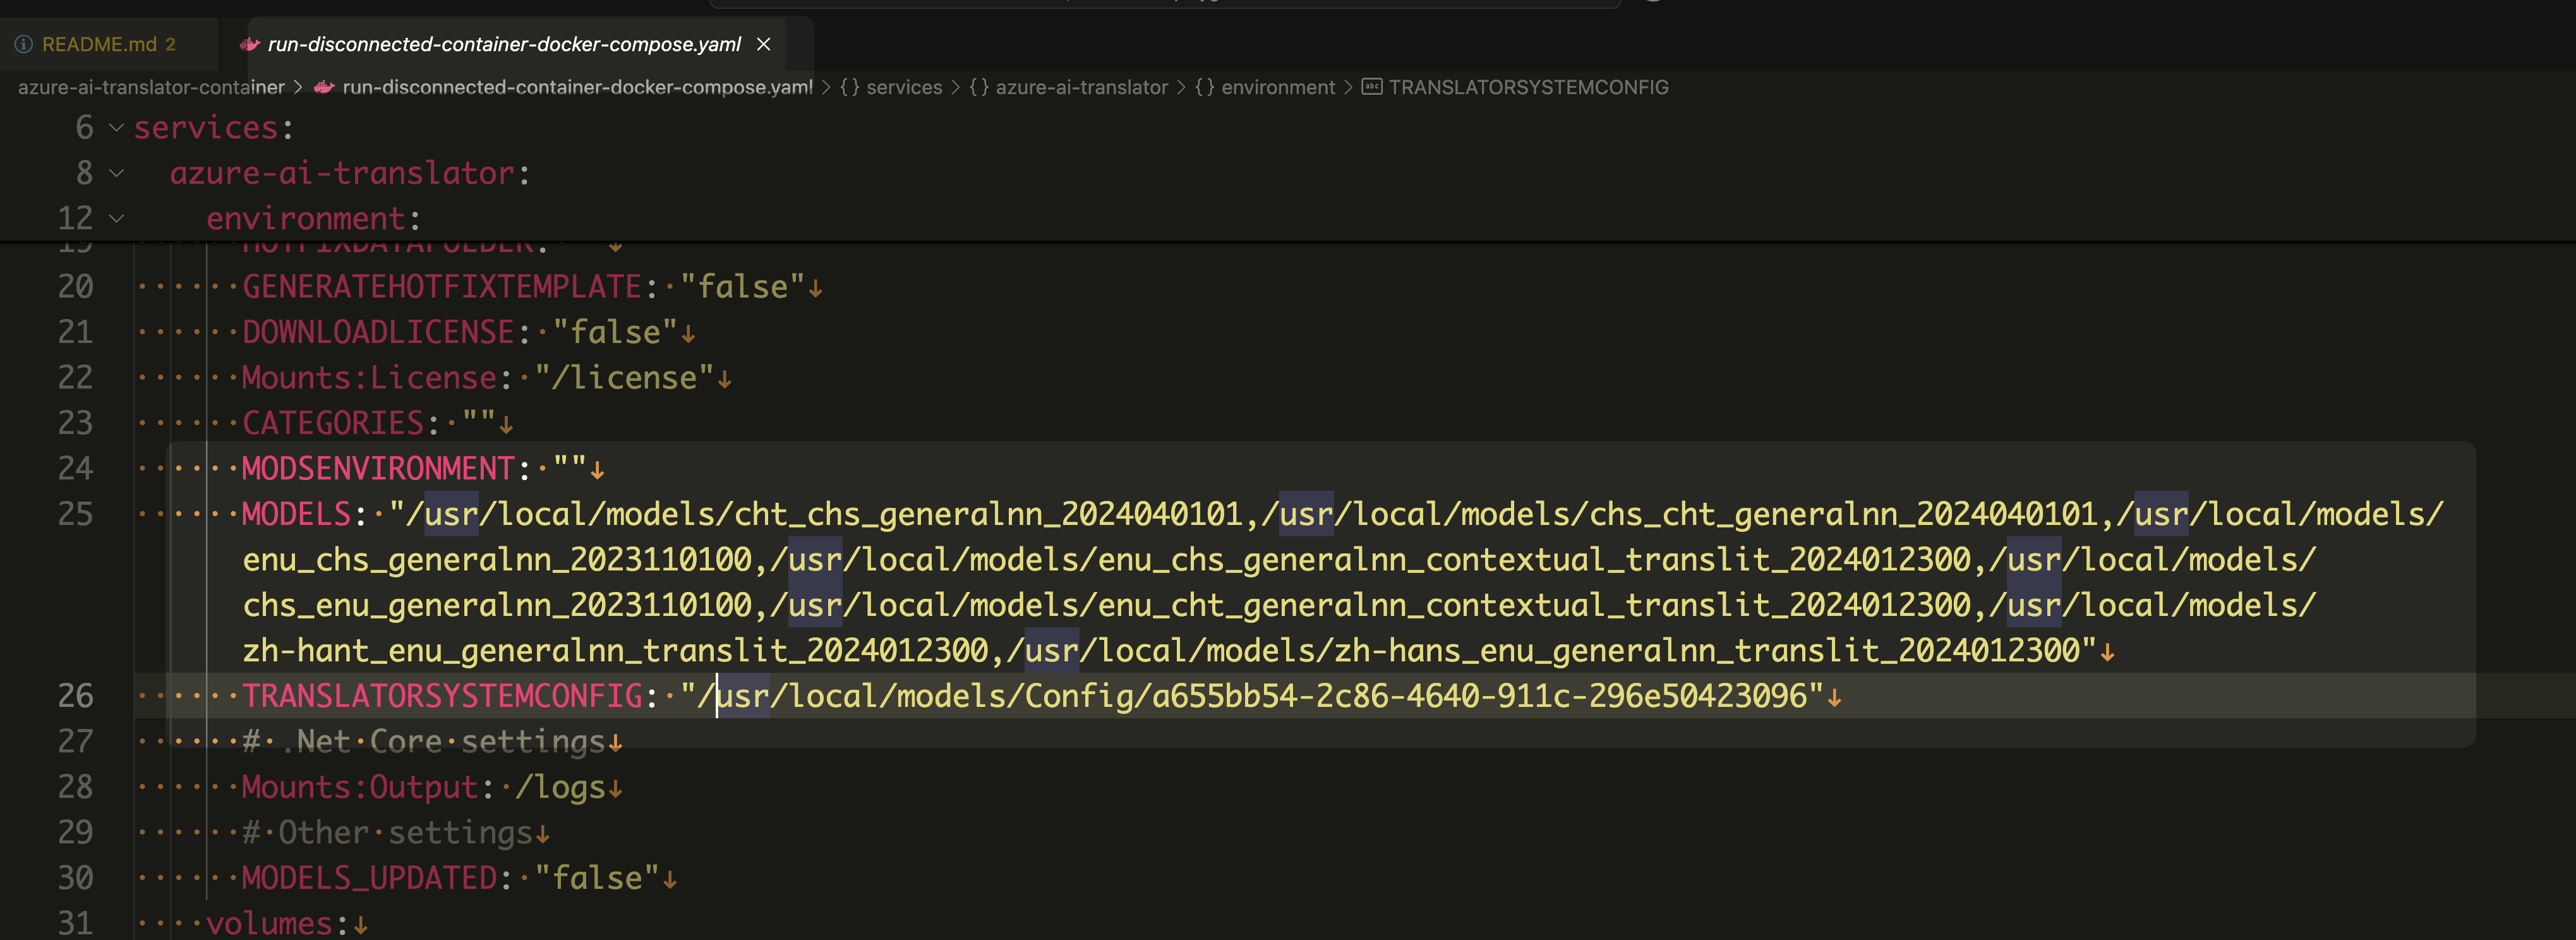 README.md 2
run-disconnected-container-docker-compose.yaml
azure-ai-translator-container > run-disconnected-container-docker-compose.yaml > {} services > {} azure-ai-translator > {} environment > abc TRANSLATORSYSTEMCONFIG
6 services:
8 azure-ai-translator:
12 environment:
19 HOTFIXDATAFOLDER:
20 GENERATEHOTFIXTEMPLATE: "false"↓
21 DOWNLOADLICENSE: "false"↓
22 Mounts:License: "/license"↓
23 CATEGORIES: ""↓
24 MODSENVIRONMENT: ""↓
25 MODELS: "/usr/local/models/cht_chs_generalnn_2024040101,/usr/local/models/chs_cht_generalnn_2024040101,/usr/local/models/
enu_chs_generalnn_2023110100,/usr/local/models/enu_chs_generalnn_contextual_translit_2024012300,/usr/local/models/
chs_enu_generalnn_2023110100,/usr/local/models/enu_cht_generalnn_contextual_translit_2024012300,/usr/local/models/
zh-hant_enu_generalnn_translit_2024012300,/usr/local/models/zh-hans_enu_generalnn_translit_2024012300"↓
26 TRANSLATORSYSTEMCONFIG: "/usr/local/models/Config/a655bb54-2c86-4640-911c-296e50423096"↓
27 # .Net Core settings↓
28 Mounts:Output: /logs↓
29 # Other settings↓
30 MODELS_UPDATED: "false"↓
31 volumes:↓